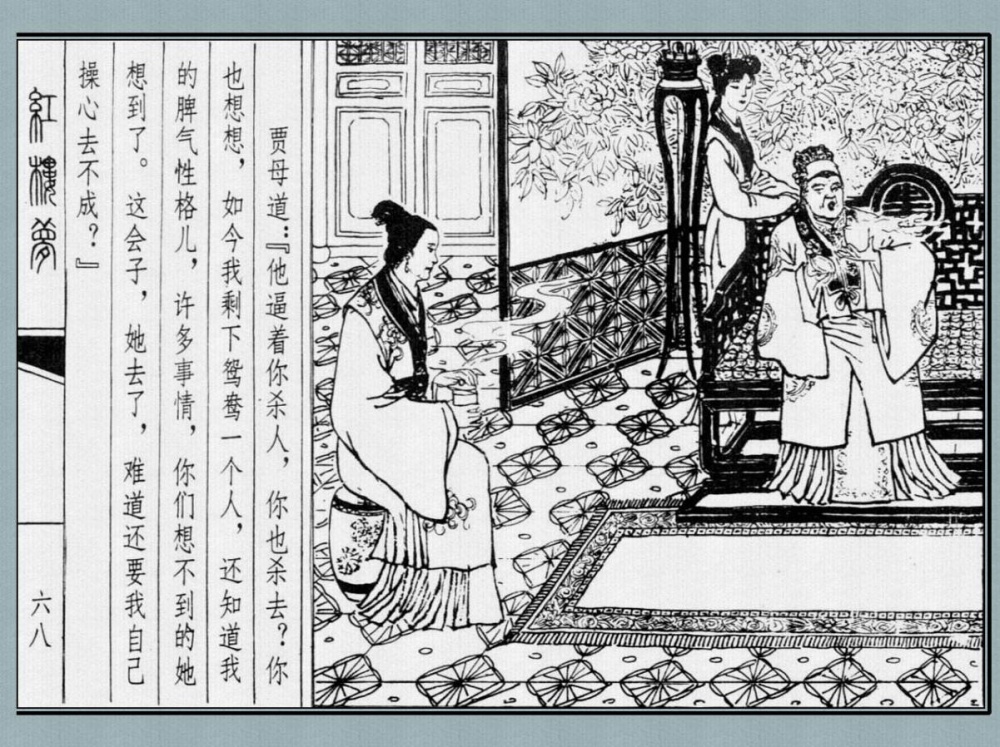 贾母道：『他逼着你杀人，你也杀去？你
也想想，如今我剩下鸳鸯一个人，还知道我
的脾气性格儿，许多事情，你们想不到的她
想到了。这会子，她去了，难道还要我自己
操心去不成？』
紅樓夢
六八